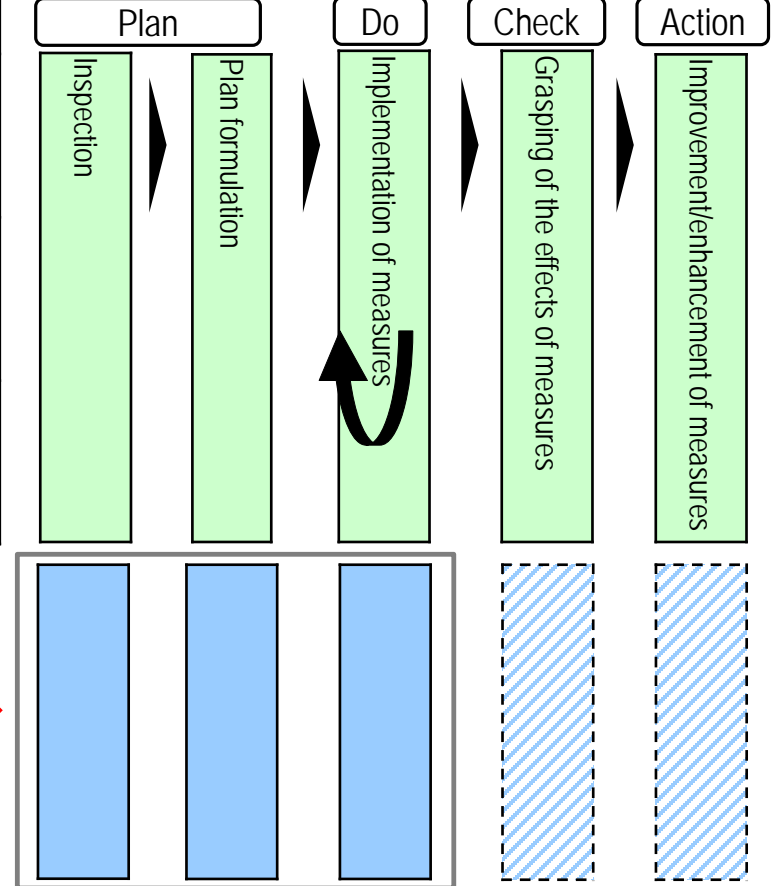 Plan
Do
Check
Action
Inspection
Plan formulation
Implementation of measures
Grasping of the effects of measures
Improvement/enhancement of measures